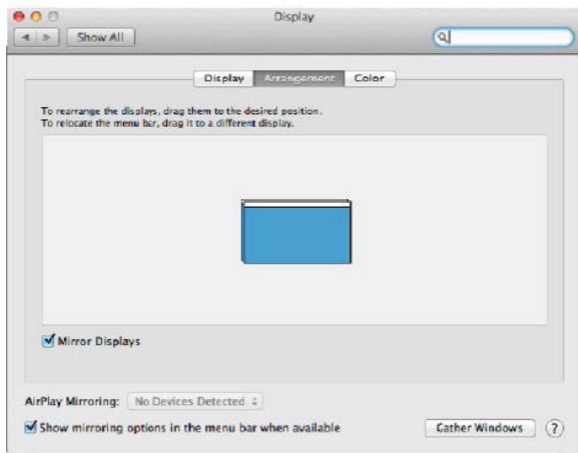 Display
Show All
Display Arrangement Color
To rearrange the displays, drag them to the desired position.
To relocate the menu bar, drag it to a different display.
Mirror Displays
AirPlay Mirroring: No Devices Detected
Show mirroring options in the menu bar when available
Gather Windows ?